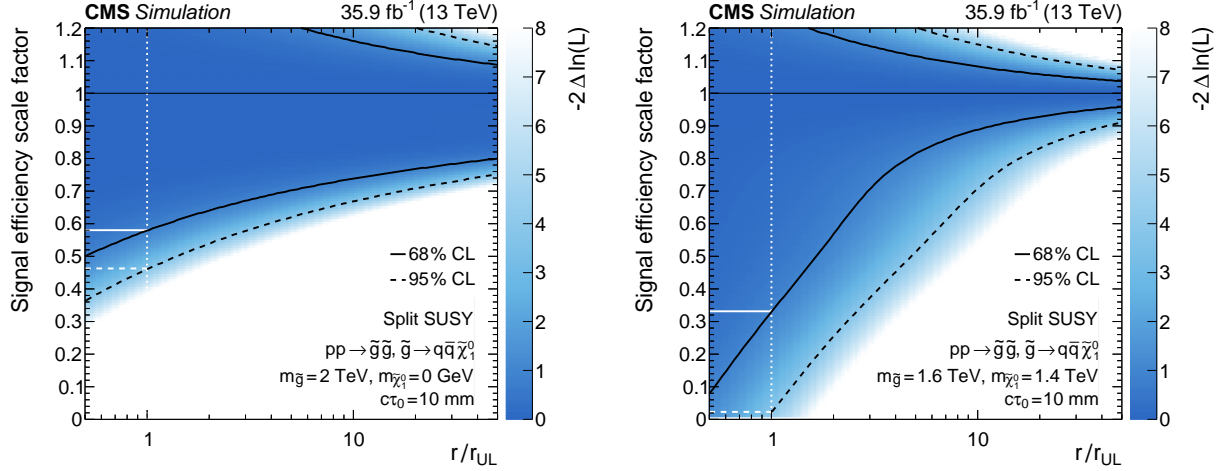 CMS Simulation 35.9 fb⁻¹ (13 TeV)
Signal efficiency scale factor
1.2
1.1
1
0.9
0.8
0.7
0.6
0.5
0.4
0.3
0.2
0.1
0
68% CL
95% CL
Split SUSY
pp→g̃g̃, g̃→qq̅χ̃⁰₁
m_g̃=2 TeV, m_χ̃⁰₁=0 GeV
cτ₀=10 mm
1 10
r/r_UL
8
7
6
5
4
3
2
1
0
-2Δln(L)
CMS Simulation 35.9 fb⁻¹ (13 TeV)
Signal efficiency scale factor
1.2
1.1
1
0.9
0.8
0.7
0.6
0.5
0.4
0.3
0.2
0.1
0
68% CL
95% CL
Split SUSY
pp→g̃g̃, g̃→qq̅χ̃⁰₁
m_g̃=1.6 TeV, m_χ̃⁰₁=1.4 TeV
cτ₀=10 mm
1 10
r/r_UL
8
7
6
5
4
3
2
1
0
-2Δln(L)